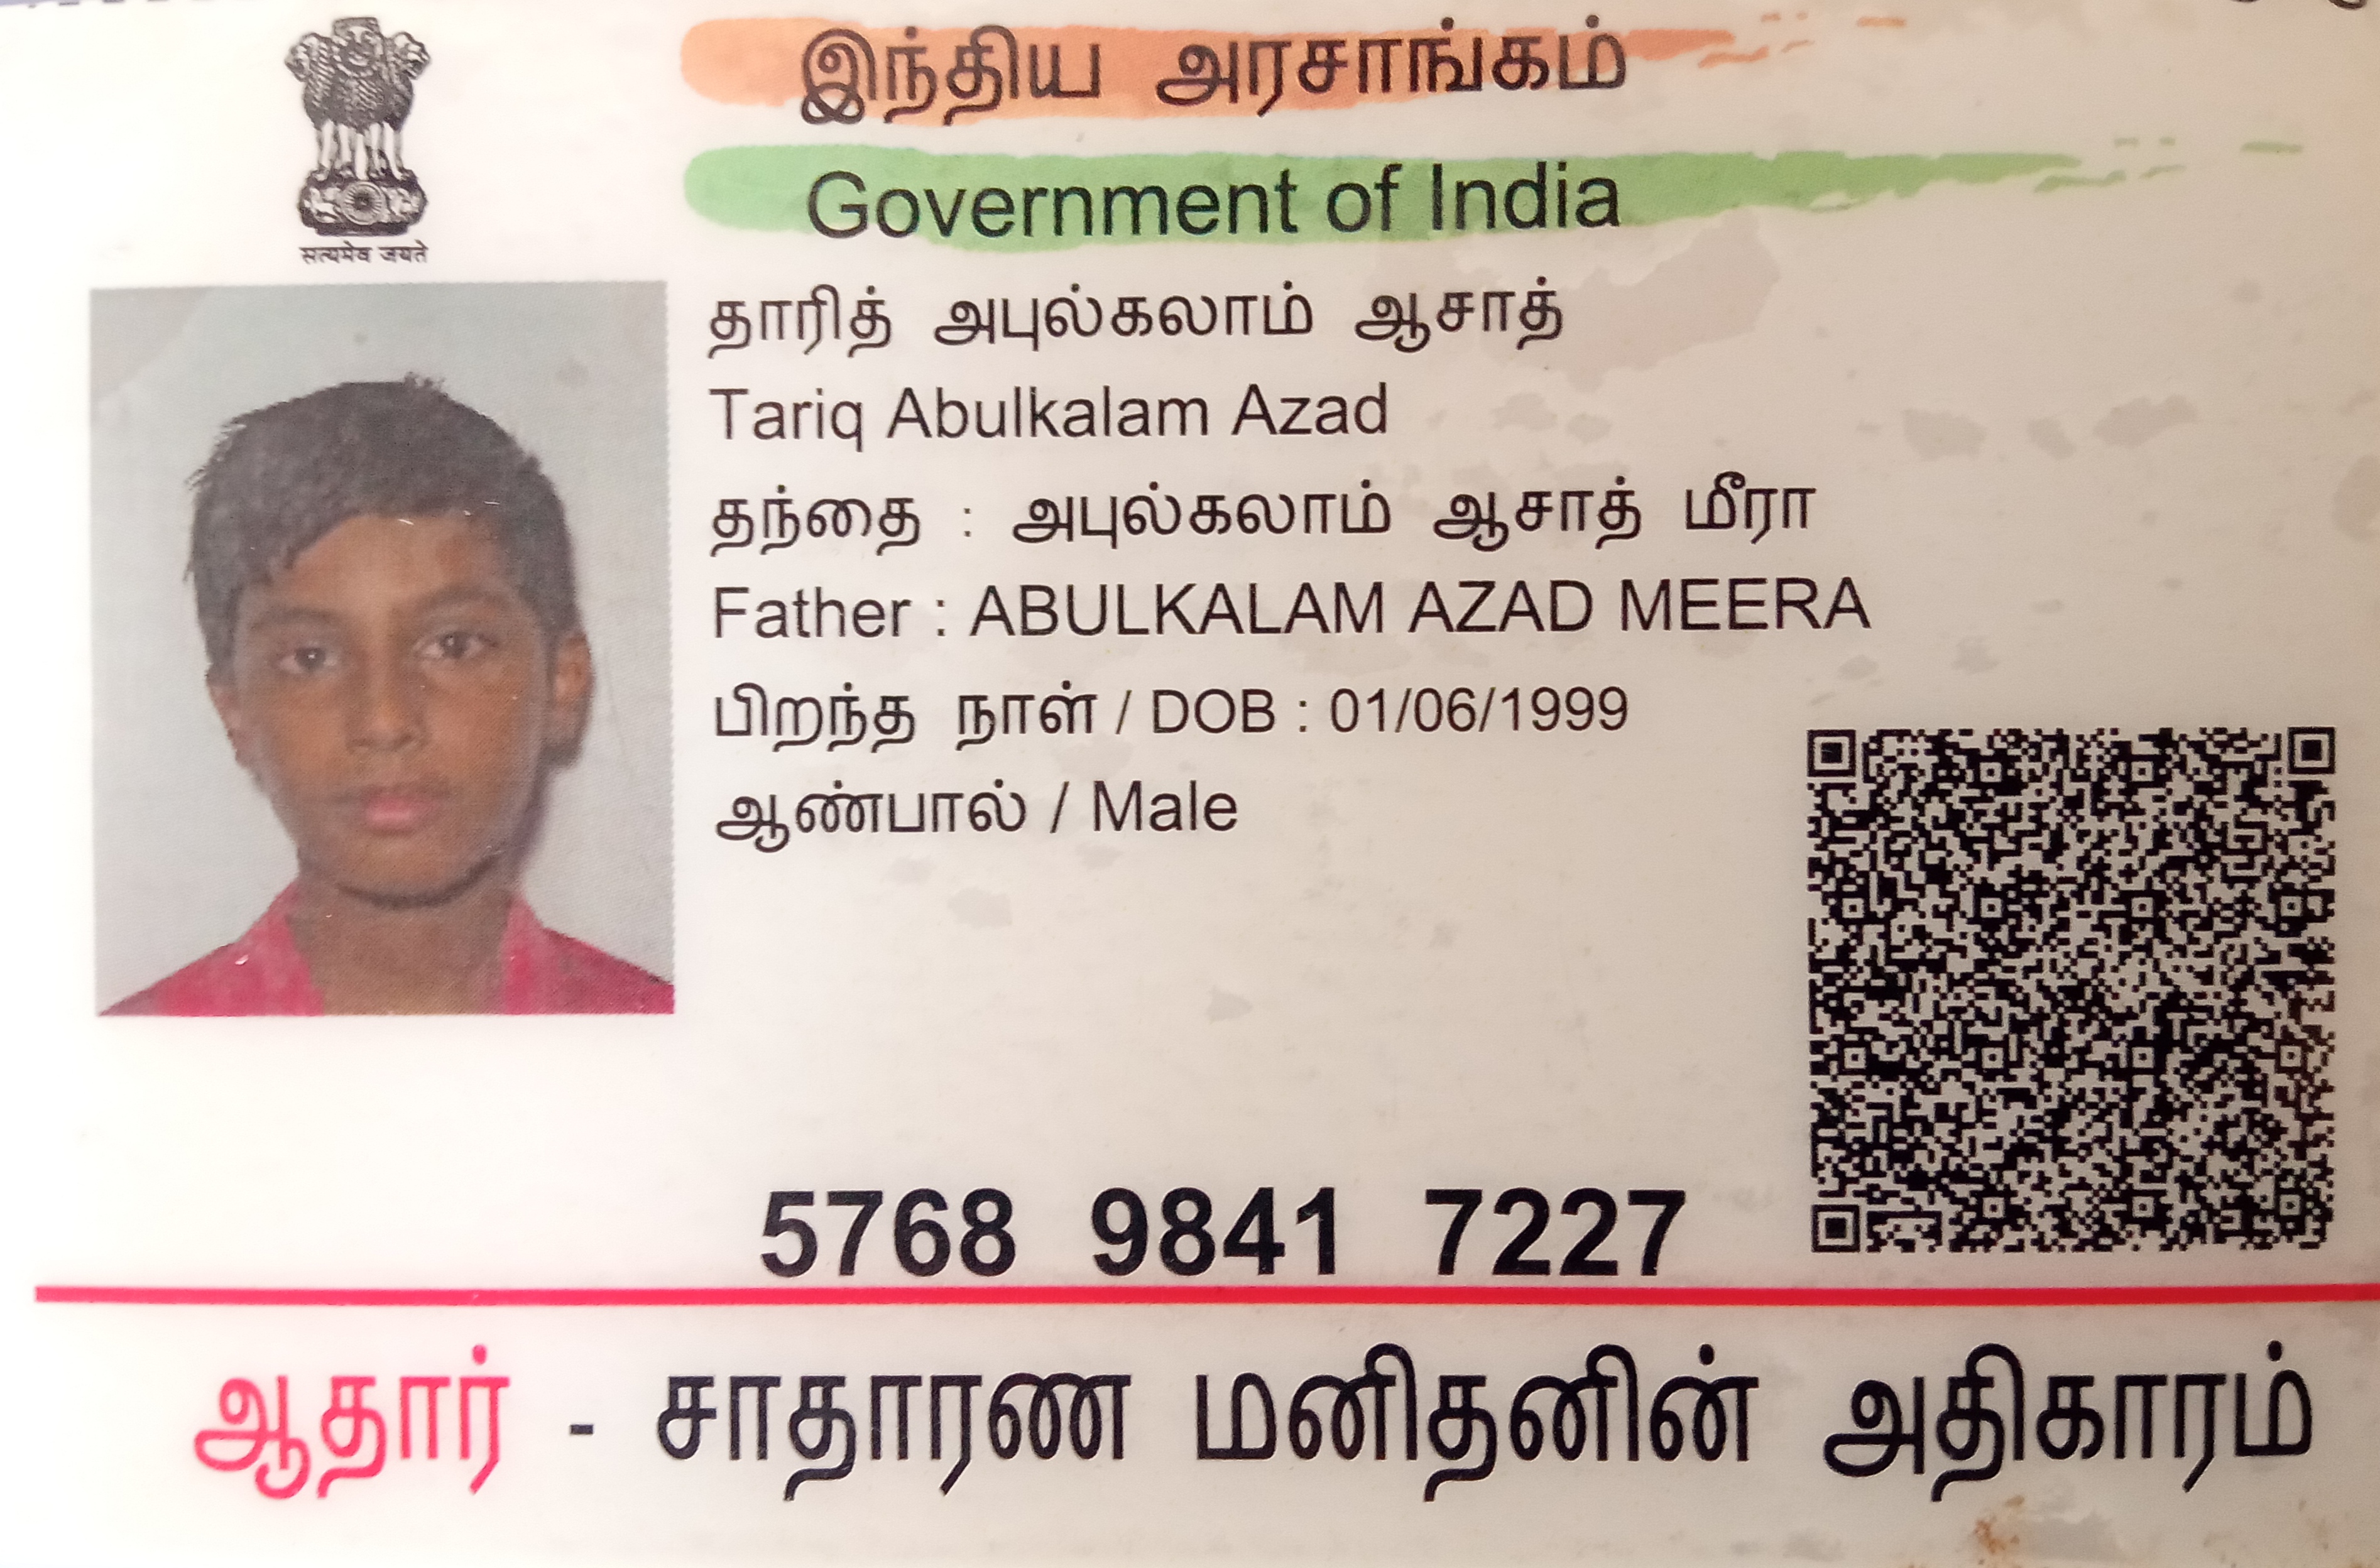 सत्यमेव जयते
இந்திய அரசாங்கம்
Government of India
தாரித் அபுல்கலாம் ஆசாத்
Tariq Abulkalam Azad
தந்தை : அபுல்கலாம் ஆசாத் மீரா
Father : ABULKALAM AZAD MEERA
பிறந்த நாள் / DOB : 01/06/1999
ஆண்பால் / Male
5768 9841 7227
ஆதார் - சாதாரண மனிதனின் அதிகாரம்